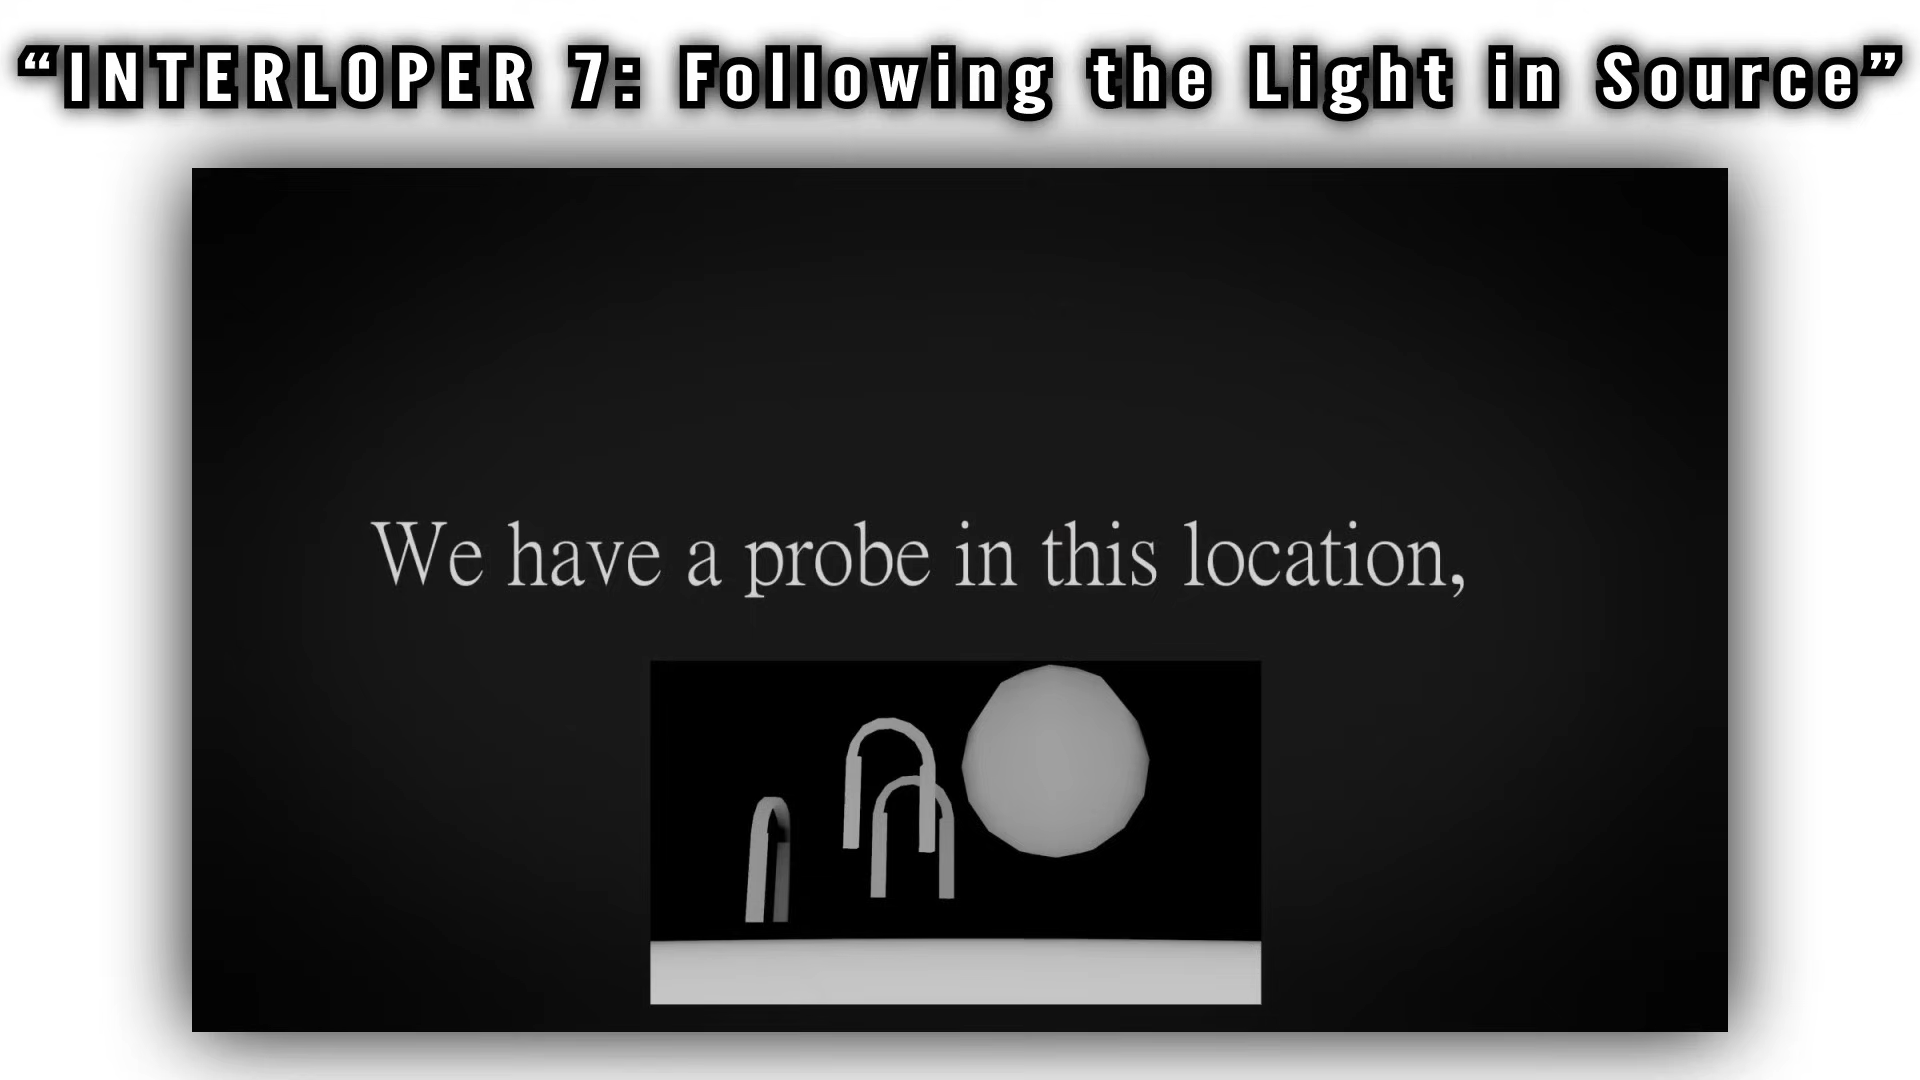 “INTERLOPER 7: Following the Light in Source”
We have a probe in this location,